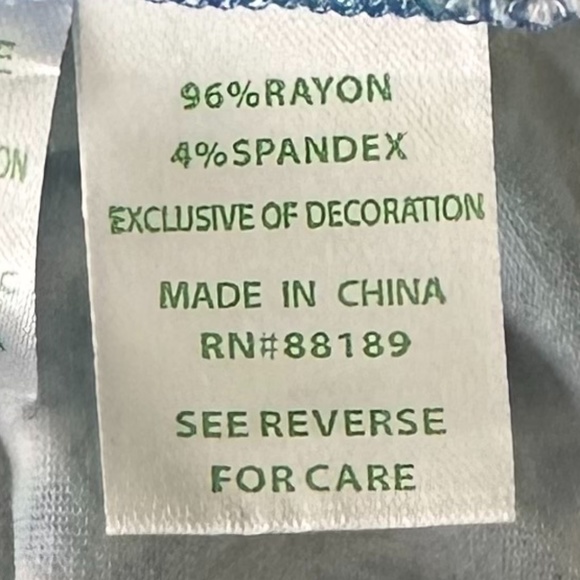 96%RAYON
4%SPANDEX
EXCLUSIVE OF DECORATION
MADE IN CHINA
RN#88189
SEE REVERSE
FOR CARE